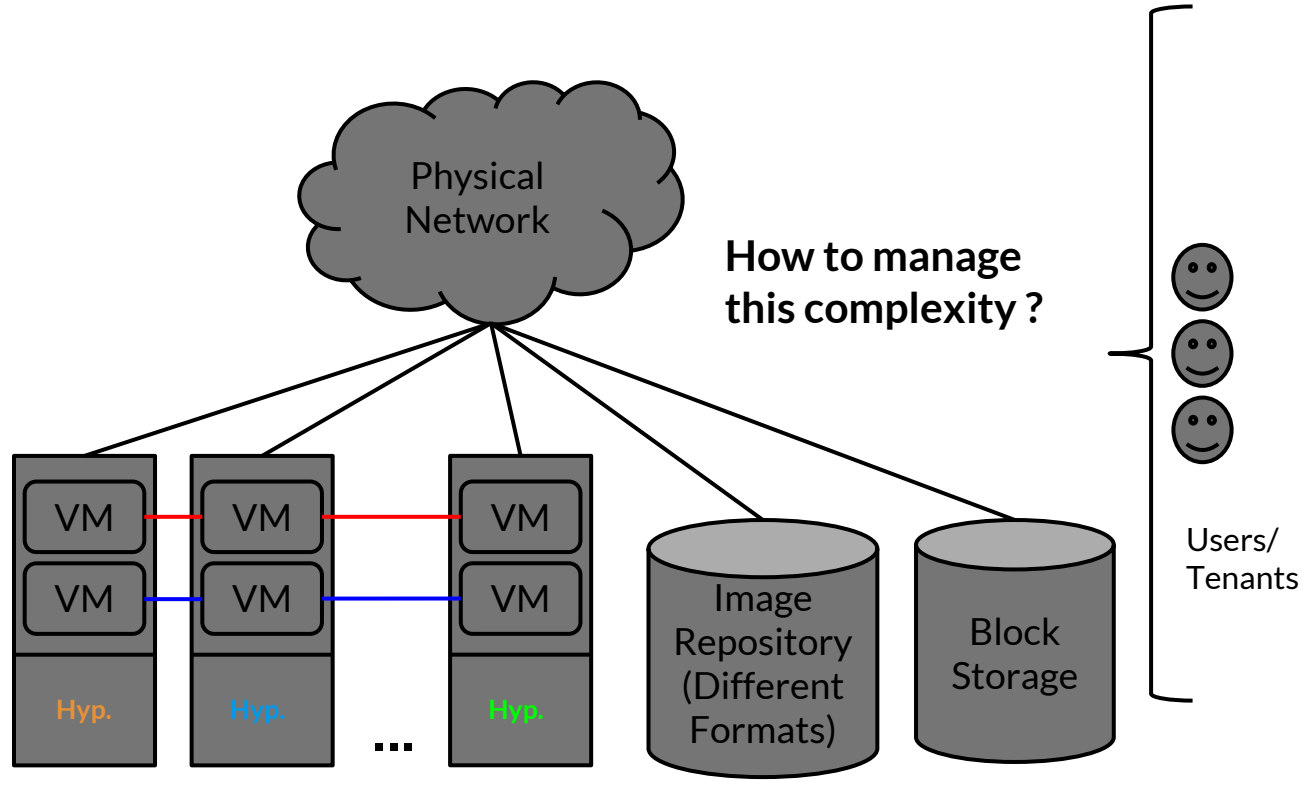 Physical
Network
How to manage
this complexity ?
VM
VM
VM
VM
VM
VM
Hyp.
Hyp.
Hyp.
...
Image
Repository
(Different
Formats)
Block
Storage
Users/
Tenants